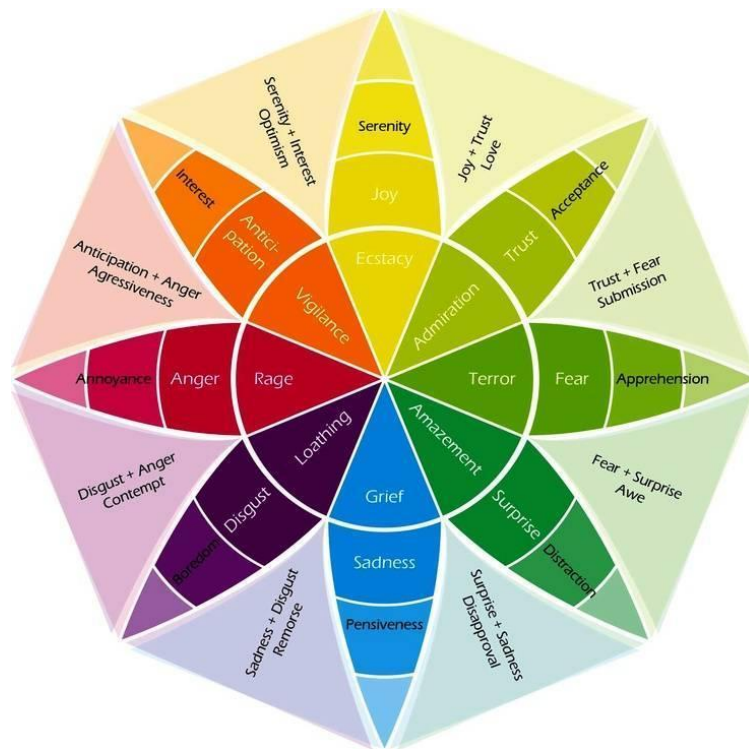 Serenity + Interest
Optimism
Serenity
Joy
Ecstacy
Joy + Trust
Love
Interest
Antici-
pation
Vigilance
Acceptance
Trust
Admiration
Anticipation + Anger
Agressiveness
Trust + Fear
Submission
Annoyance
Anger
Rage
Terror
Fear
Apprehension
Disgust + Anger
Contempt
Loathing
Disgust
Boredom
Grief
Sadness
Pensiveness
Amazement
Surprise
Distraction
Fear + Surprise
Awe
Sadness + Disgust
Remorse
Surprise + Sadness
Disapproval